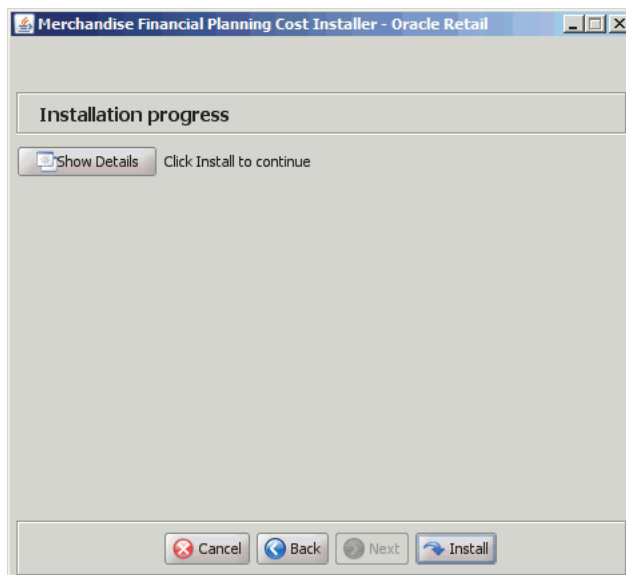 Merchandise Financial Planning Cost Installer - Oracle Retail
Installation progress
Show Details Click Install to continue
Cancel Back Next Install